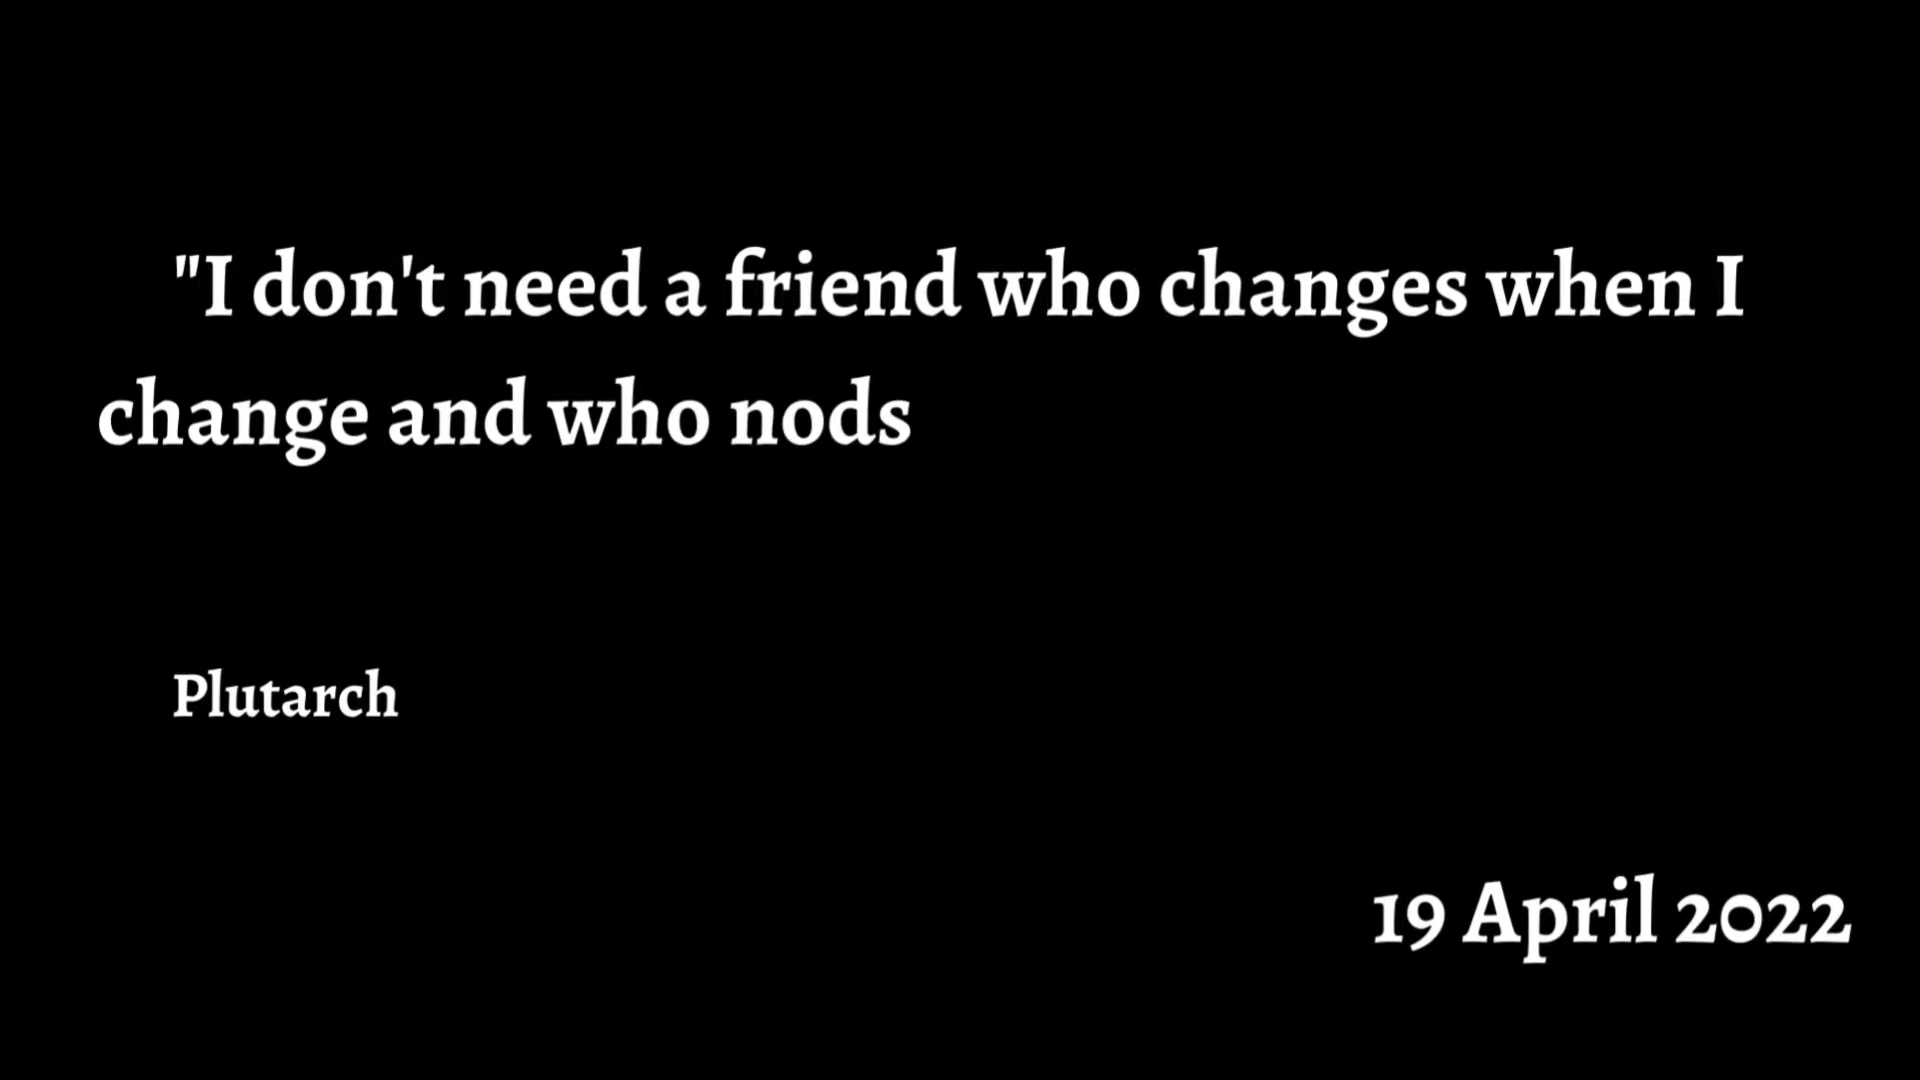 "I don't need a friend who changes when I
change and who nods
Plutarch
19 April 2022